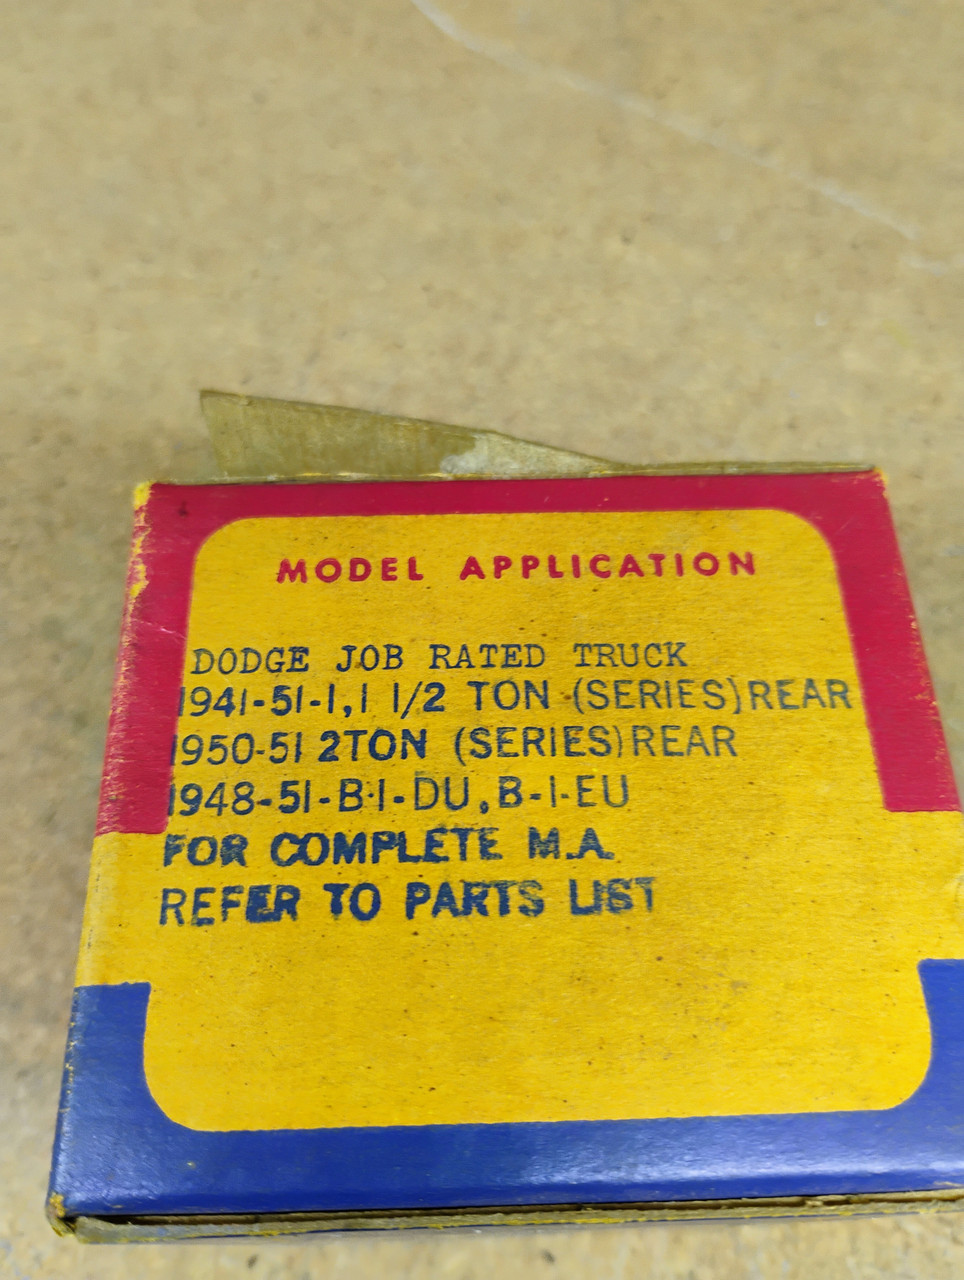 MODEL APPLICATION
DODGE JOB RATED TRUCK
1941-51-1,1 1/2 TON (SERIES) REAR
1950-51 2TON (SERIES) REAR
1948-51-B-1-DU, B-1-EU
FOR COMPLETE M.A.
REFER TO PARTS LIST